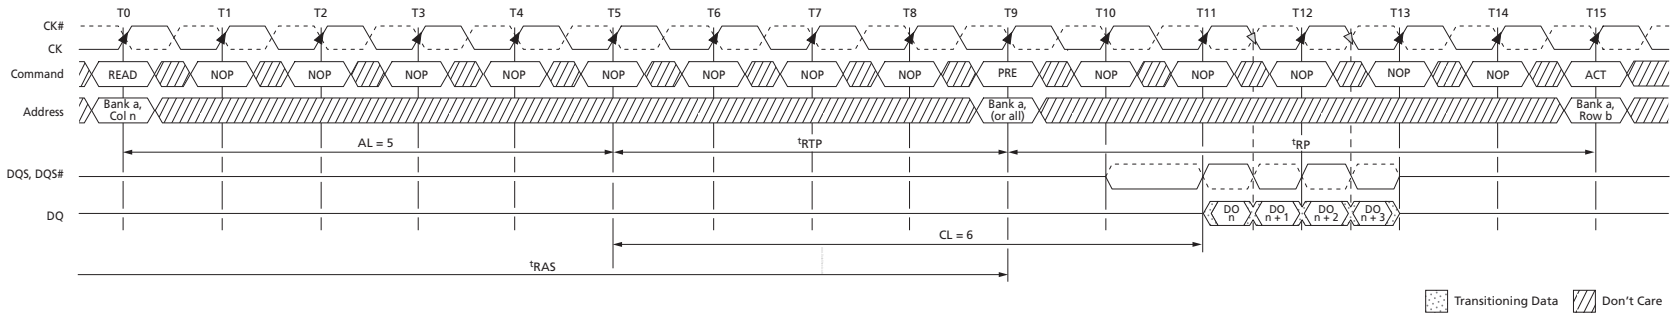 T0 T1 T2 T3 T4 T5 T6 T7 T8 T9 T10 T11 T12 T13 T14 T15
CK#
CK
Command READ NOP NOP NOP NOP NOP NOP NOP NOP PRE NOP NOP NOP NOP NOP ACT
Address Bank a, Col n Bank a, (or all) Bank a, Row b
AL = 5 tRTP tRP
DQS, DQS#
DQ DO n DO n + 1 DO n + 2 DO n + 3
CL = 6
tRAS
Transitioning Data Don't Care